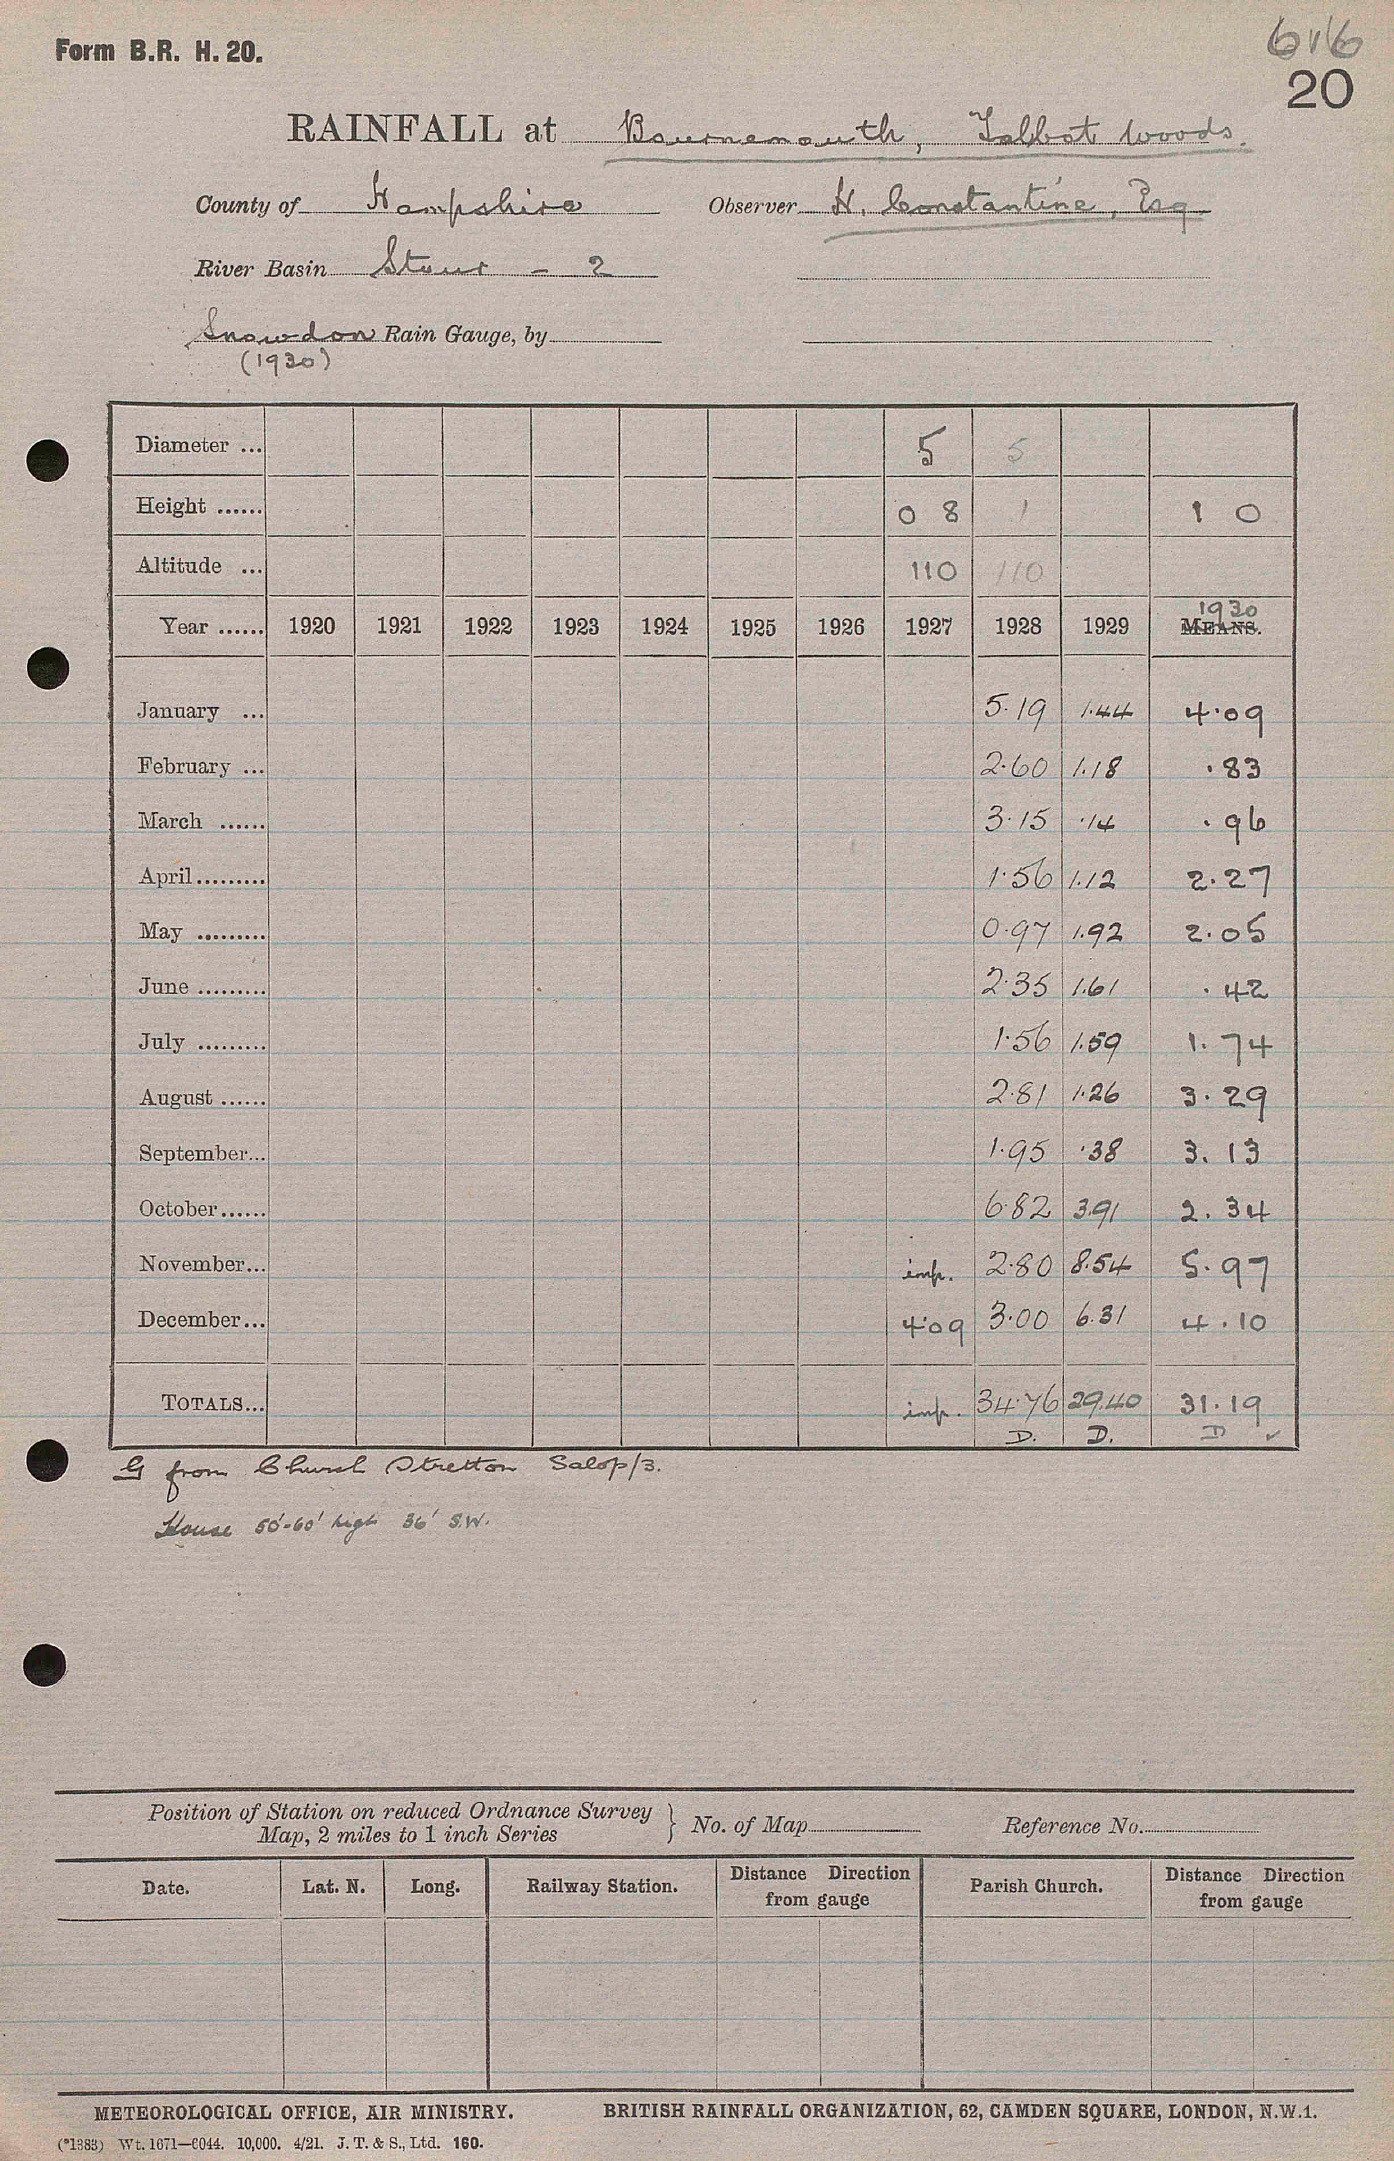 Form B.R. H. 20.
616
20
RAINFALL at Bournemouth, Talbot Woods.
County of Hampshire Observer H. Constantine, Esq.
River Basin Stour - 2
Snowdon Rain Gauge, by
(1930)
Diameter ... 5 5
Height ...... 0 8 1 1 0
Altitude ... 110 110
1930
Year ...... 1920 1921 1922 1923 1924 1925 1926 1927 1928 1929 MEANS.
January ... 5.19 1.44 4.09
February ... 2.60 1.18 .83
March ...... 3.15 .14 .96
April......... 1.56 1.12 2.27
May ......... 0.97 1.92 2.05
June ......... 2.35 1.61 .42
July ......... 1.56 1.59 1.74
August ...... 2.81 1.26 3.29
September... 1.95 .38 3.13
October...... 6.82 3.91 2.34
November... imp. 2.80 8.54 5.97
December... 4.09 3.00 6.31 4.10
TOTALS... imp. 34.76 29.40 31.19
D. D. D ✓
G from Church Stretton Salop/3.
House 50'-60' high 36' S.W.
Position of Station on reduced Ordnance Survey
Map, 2 miles to 1 inch Series } No. of Map Reference No.
Date. Lat. N. Long. Railway Station. Distance Direction from gauge Parish Church. Distance Direction from gauge
METEOROLOGICAL OFFICE, AIR MINISTRY. BRITISH RAINFALL ORGANIZATION, 62, CAMDEN SQUARE, LONDON, N.W.1.
(*1383) Wt. 1671—6044. 10,000. 4/21. J. T. & S., Ltd. 160.